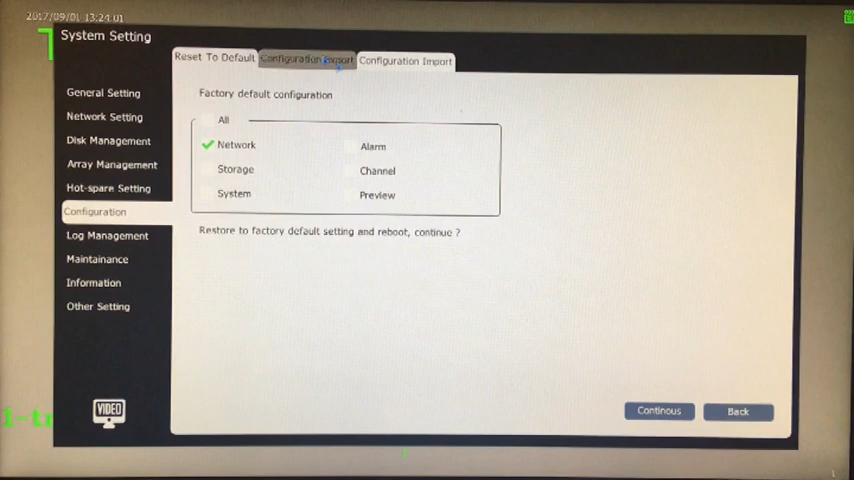 2017/09/01 13:24:01
System Setting
Reset To Default
Configuration Export
Configuration Import
General Setting
Network Setting
Disk Management
Array Management
Hot-spare Setting
Configuration
Log Management
Maintainance
Information
Other Setting
VIDEO
Factory default configuration
All
Network
Alarm
Storage
Channel
System
Preview
Restore to factory default setting and reboot, continue ?
Continous
Back